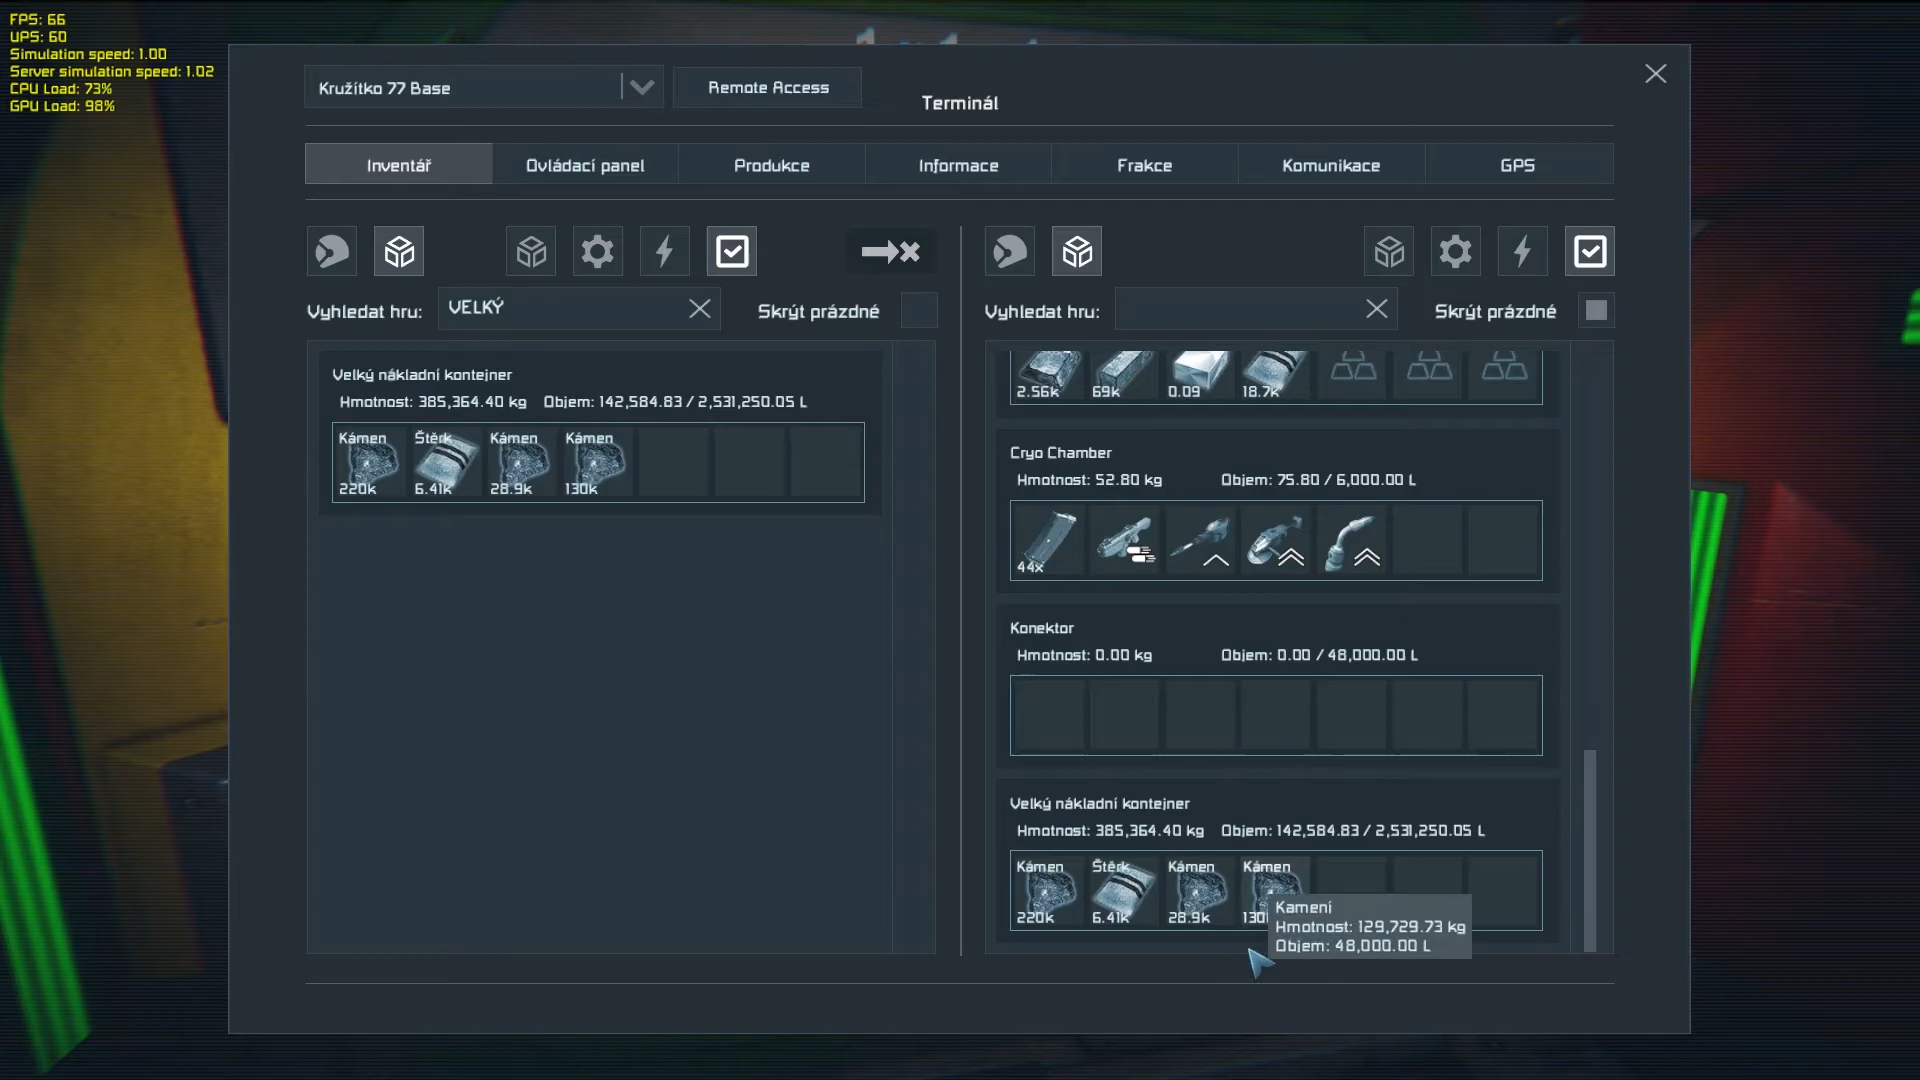 FPS: 66
UPS: 60
Simulation speed: 1.00
Server simulation speed: 1.02
CPU Load: 73%
GPU Load: 98%
Kružítko 77 Base
Remote Access
Terminál
Inventář
Ovládací panel
Produkce
Informace
Frakce
Komunikace
GPS
Vyhledat hru:
VELKÝ
Skrýt prázdné
Velký nákladní kontejner
Hmotnost: 385,364.40 kg Objem: 142,584.83 / 2,531,250.05 L
Kámen Štěrk Kámen Kámen
220k 6.41k 28.9k 130k
Vyhledat hru:
Skrýt prázdné
2.56k 69k 0.09 18.7k
Cryo Chamber
Hmotnost: 52.80 kg Objem: 75.80 / 6,000.00 L
44x
Konektor
Hmotnost: 0.00 kg Objem: 0.00 / 48,000.00 L
Velký nákladní kontejner
Hmotnost: 385,364.40 kg Objem: 142,584.83 / 2,531,250.05 L
Kámen Štěrk Kámen Kámen
220k 6.41k 28.9k 130
Kamení
Hmotnost: 129,729.73 kg
Objem: 48,000.00 L